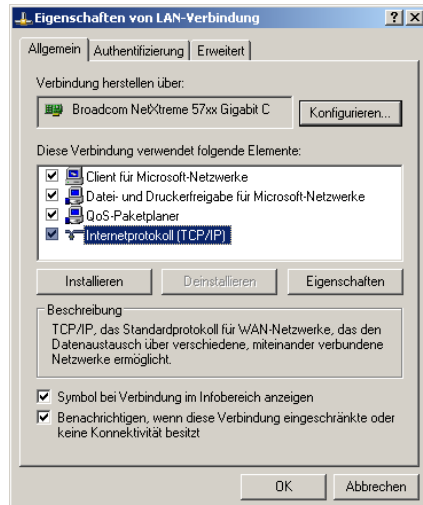 Eigenschaften von LAN-Verbindung
Allgemein Authentifizierung Erweitert
Verbindung herstellen über:
Broadcom NetXtreme 57xx Gigabit C Konfigurieren...
Diese Verbindung verwendet folgende Elemente:
Client für Microsoft-Netzwerke
Datei- und Druckerfreigabe für Microsoft-Netzwerke
QoS-Paketplaner
Internetprotokoll (TCP/IP)
Installieren Deinstallieren Eigenschaften
Beschreibung
TCP/IP, das Standardprotokoll für WAN-Netzwerke, das den
Datenaustausch über verschiedene, miteinander verbundene
Netzwerke ermöglicht.
Symbol bei Verbindung im Infobereich anzeigen
Benachrichtigen, wenn diese Verbindung eingeschränkte oder
keine Konnektivität besitzt
OK Abbrechen